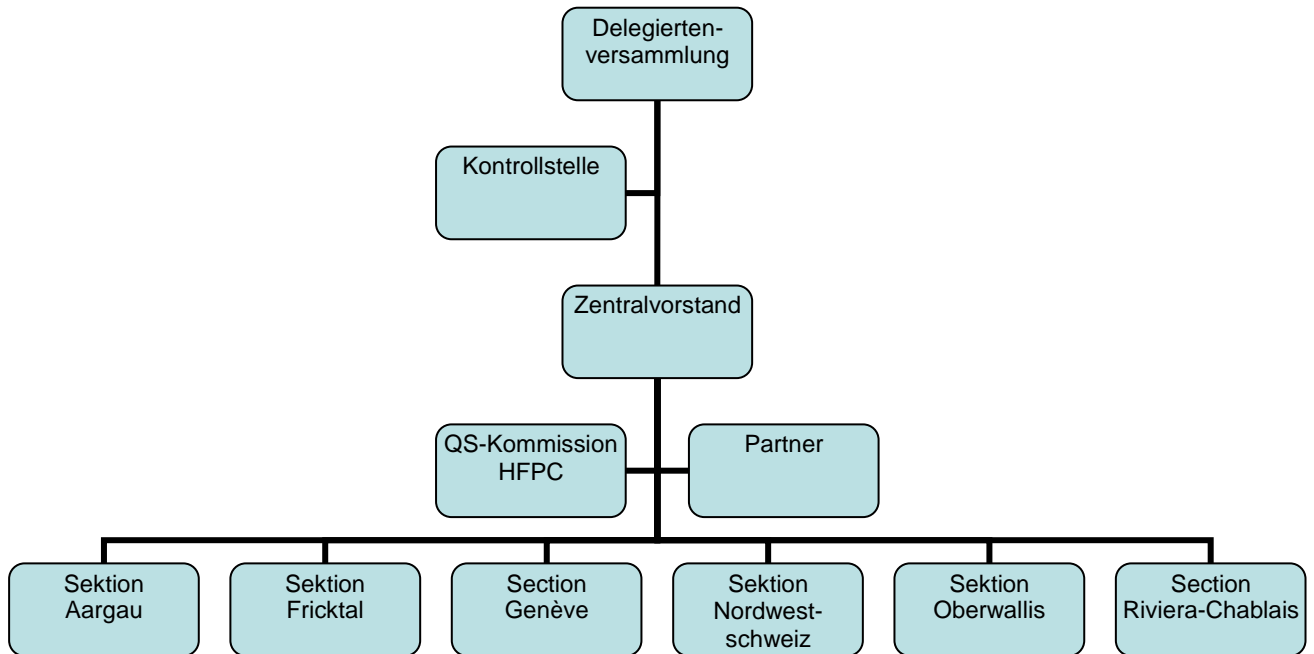 Delegierten-
versammlung
Kontrollstelle
Zentralvorstand
QS-Kommission
HFPC
Partner
Sektion
Aargau
Sektion
Fricktal
Section
Genève
Sektion
Nordwest-
schweiz
Sektion
Oberwallis
Section
Riviera-Chablais